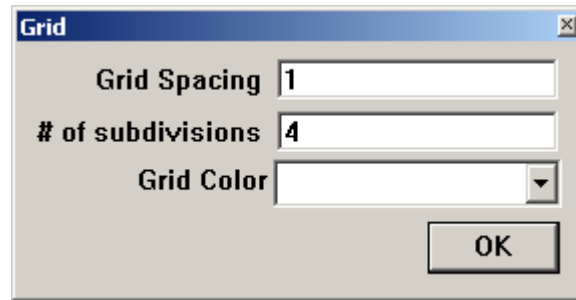 Grid
Grid Spacing 1
# of subdivisions 4
Grid Color
OK